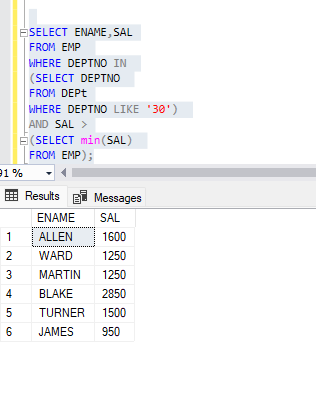 SELECT ENAME,SAL
FROM EMP
WHERE DEPTNO IN
(SELECT DEPTNO
FROM DEPt
WHERE DEPTNO LIKE '30')
AND SAL >
(SELECT min(SAL)
FROM EMP);
91 %
Results Messages
ENAME SAL
1 ALLEN 1600
2 WARD 1250
3 MARTIN 1250
4 BLAKE 2850
5 TURNER 1500
6 JAMES 950